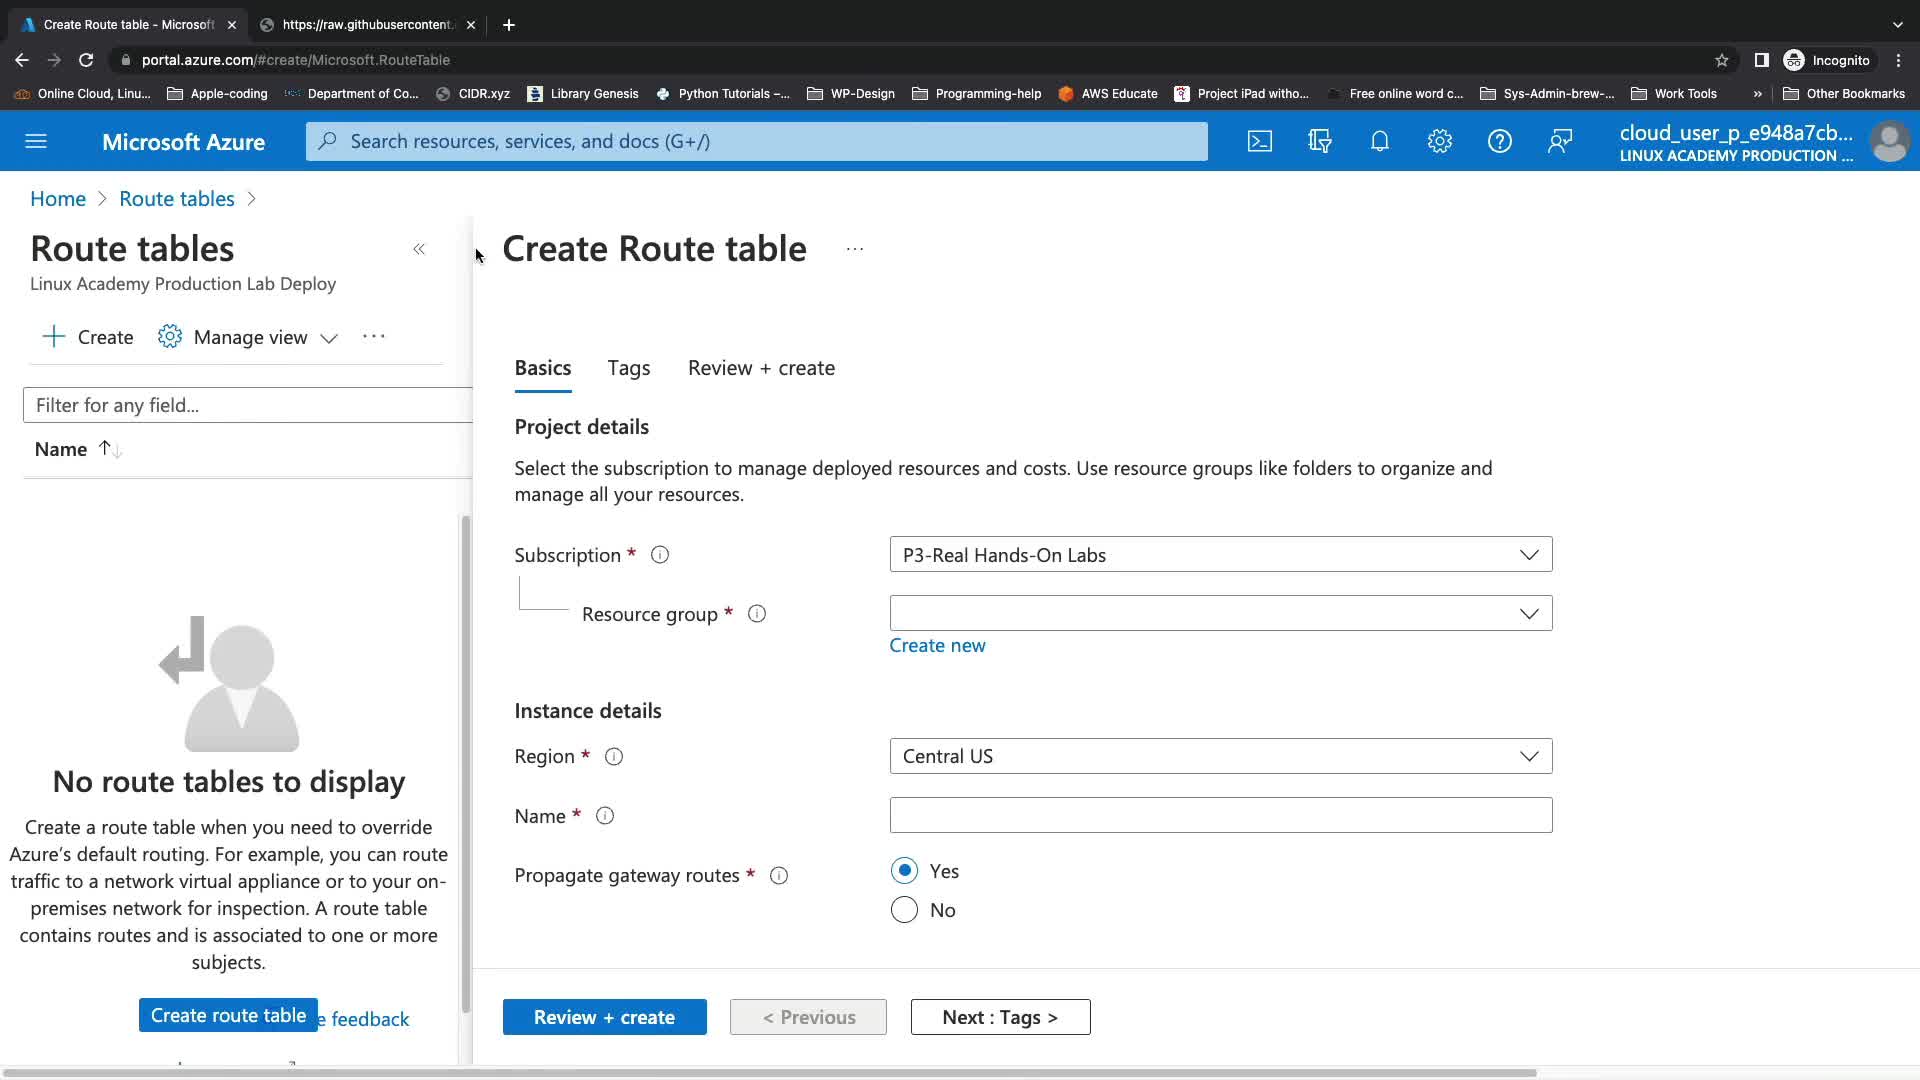 Create Route table - Microsoft
https://raw.githubusercontent.
portal.azure.com/#create/Microsoft.RouteTable
Incognito
Online Cloud, Linu...
Apple-coding
Department of Co...
CIDR.xyz
Library Genesis
Python Tutorials –...
WP-Design
Programming-help
AWS Educate
Project iPad witho...
Free online word c...
Sys-Admin-brew-...
Work Tools
»
Other Bookmarks
Microsoft Azure
Search resources, services, and docs (G+/)
cloud_user_p_e948a7cb...
LINUX ACADEMY PRODUCTION ...
Home > Route tables >
Route tables
«
Linux Academy Production Lab Deploy
+ Create
Manage view
...
Filter for any field...
Name ↑↓
No route tables to display
Create a route table when you need to override
Azure's default routing. For example, you can route
traffic to a network virtual appliance or to your on-
premises network for inspection. A route table
contains routes and is associated to one or more
subjects.
Create route table
e feedback
Create Route table
...
Basics
Tags
Review + create
Project details
Select the subscription to manage deployed resources and costs. Use resource groups like folders to organize and
manage all your resources.
Subscription *
P3-Real Hands-On Labs
Resource group *
Create new
Instance details
Region *
Central US
Name *
Propagate gateway routes *
Yes
No
Review + create
< Previous
Next : Tags >